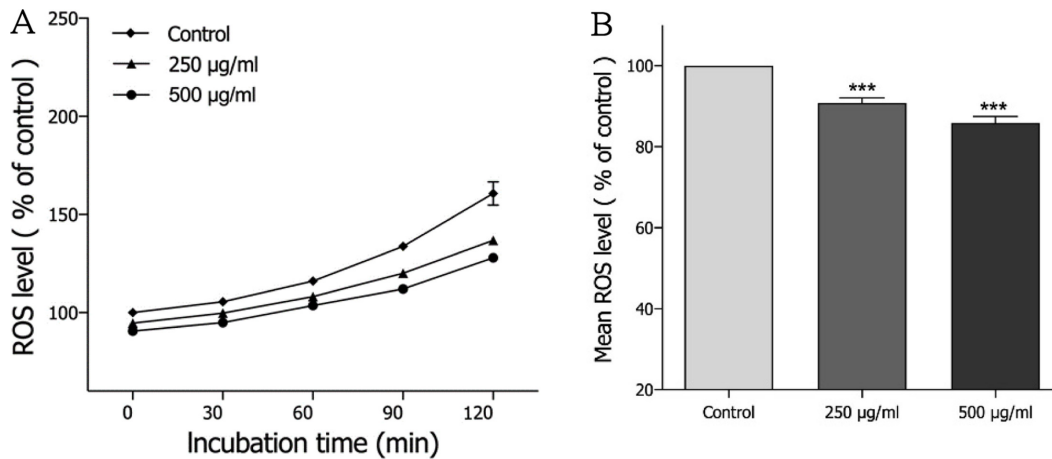 A
ROS level ( % of control )
250
200
150
100
Control
250 µg/ml
500 µg/ml
0 30 60 90 120
Incubation time (min)
B
Mean ROS level ( % of control )
100
80
60
40
20
***
***
Control 250 µg/ml 500 µg/ml